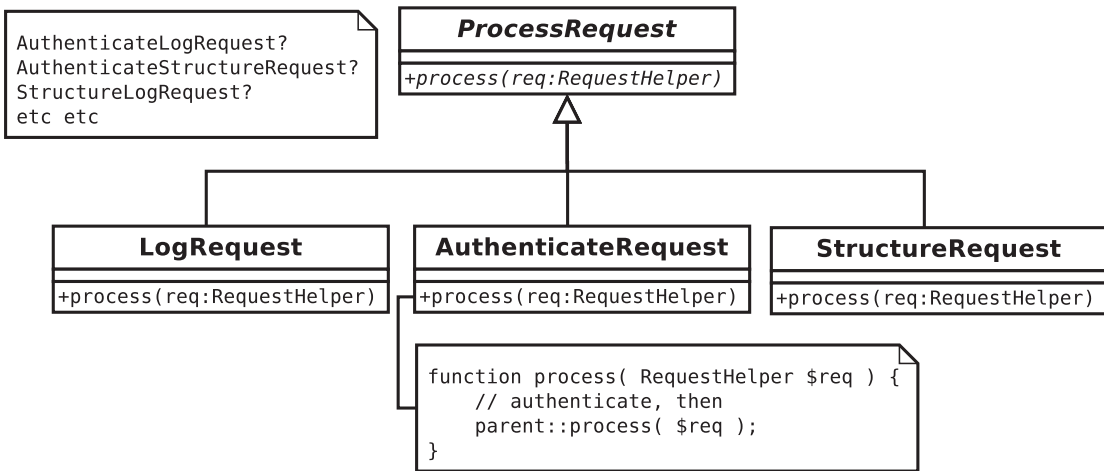 AuthenticateLogRequest?
AuthenticateStructureRequest?
StructureLogRequest?
etc etc
ProcessRequest
+process(req:RequestHelper)
LogRequest
+process(req:RequestHelper)
AuthenticateRequest
+process(req:RequestHelper)
StructureRequest
+process(req:RequestHelper)
function process( RequestHelper $req ) {
    // authenticate, then
    parent::process( $req );
}